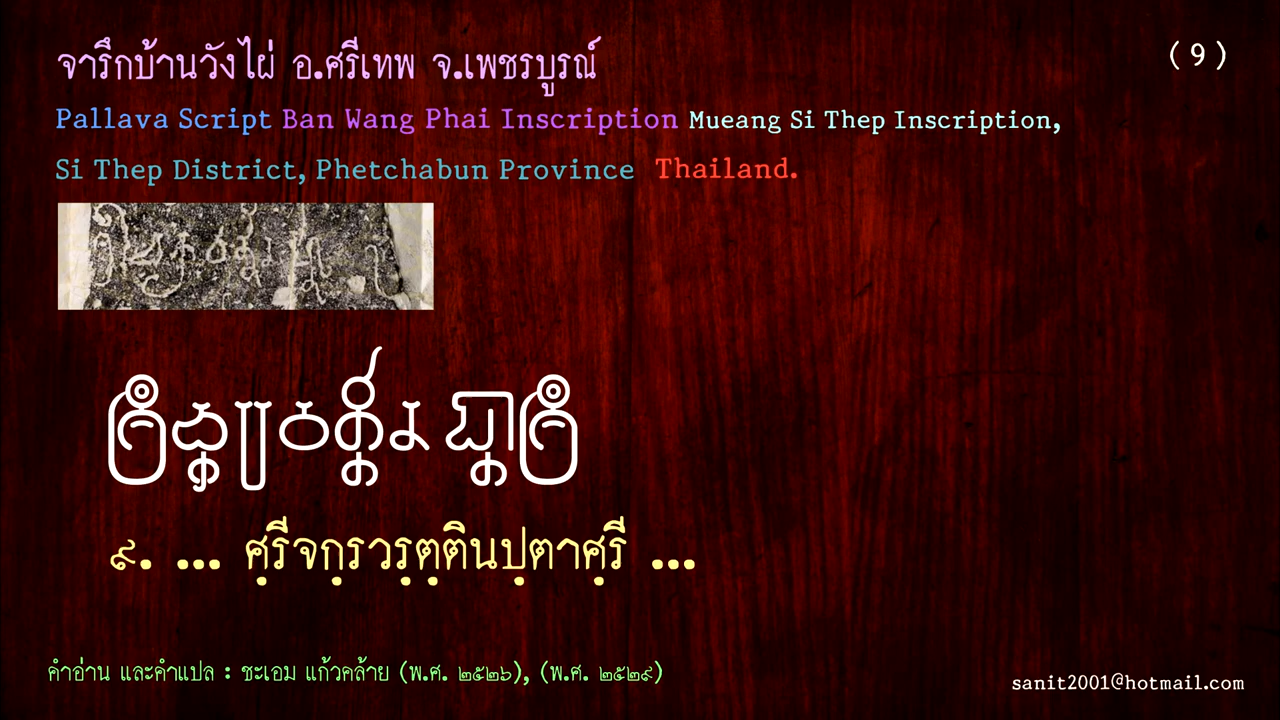 จารึกบ้านวังไผ่ อ.ศรีเทพ จ.เพชรบูรณ์
(9)
Pallava Script Ban Wang Phai Inscription Mueang Si Thep Inscription,
Si Thep District, Phetchabun Province Thailand.
๙. ... ศฺรีจกฺรวรฺตฺตินปฺตาศฺรี ...
คำอ่าน และคำแปล : ชะเอม แก้วคล้าย (พ.ศ. ๒๕๒๖), (พ.ศ. ๒๕๒๙)
sanit2001@hotmail.com